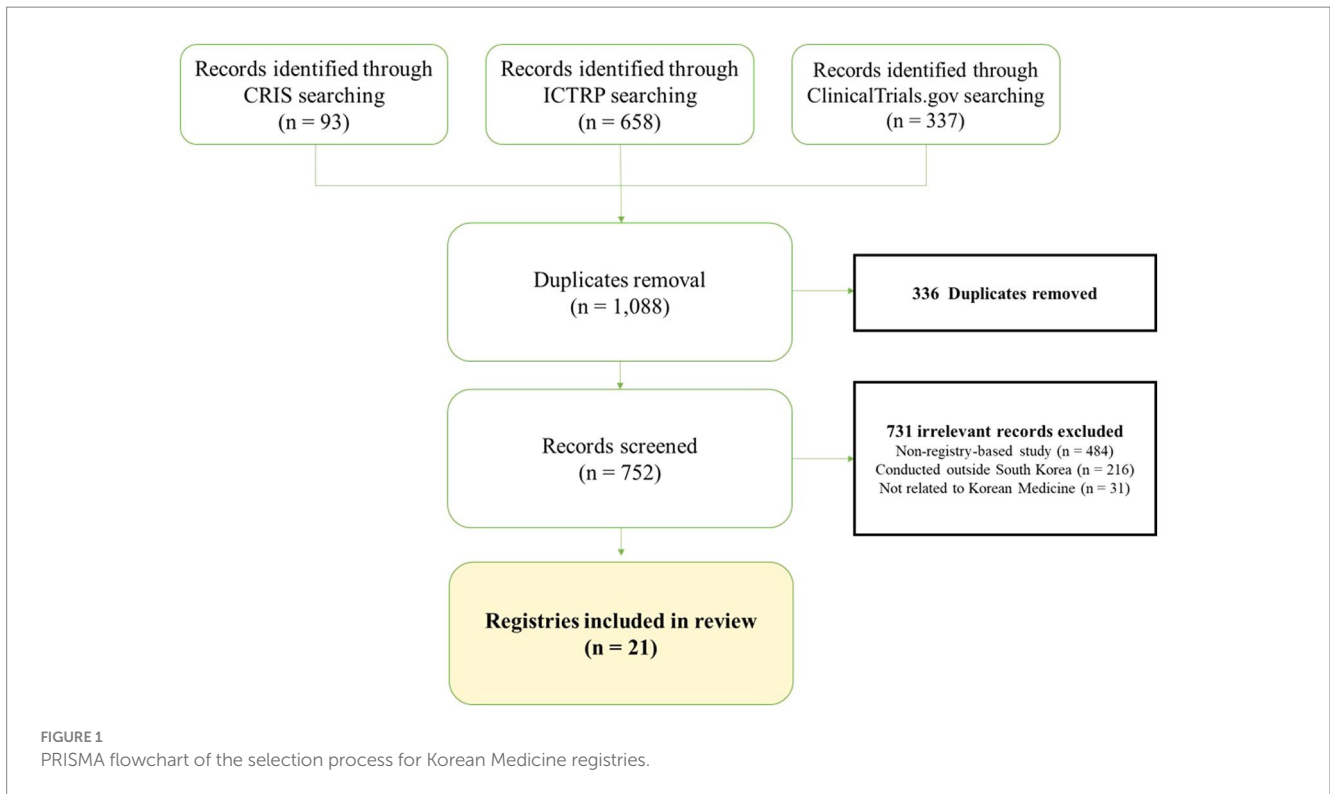 Records identified through
CRIS searching
(n = 93)
Records identified through
ICTRP searching
(n = 658)
Records identified through
ClinicalTrials.gov searching
(n = 337)
Duplicates removal
(n = 1,088)
336 Duplicates removed
Records screened
(n = 752)
731 irrelevant records excluded
Non-registry-based study (n = 484)
Conducted outside South Korea (n = 216)
Not related to Korean Medicine (n = 31)
Registries included in review
(n = 21)
FIGURE 1
PRISMA flowchart of the selection process for Korean Medicine registries.